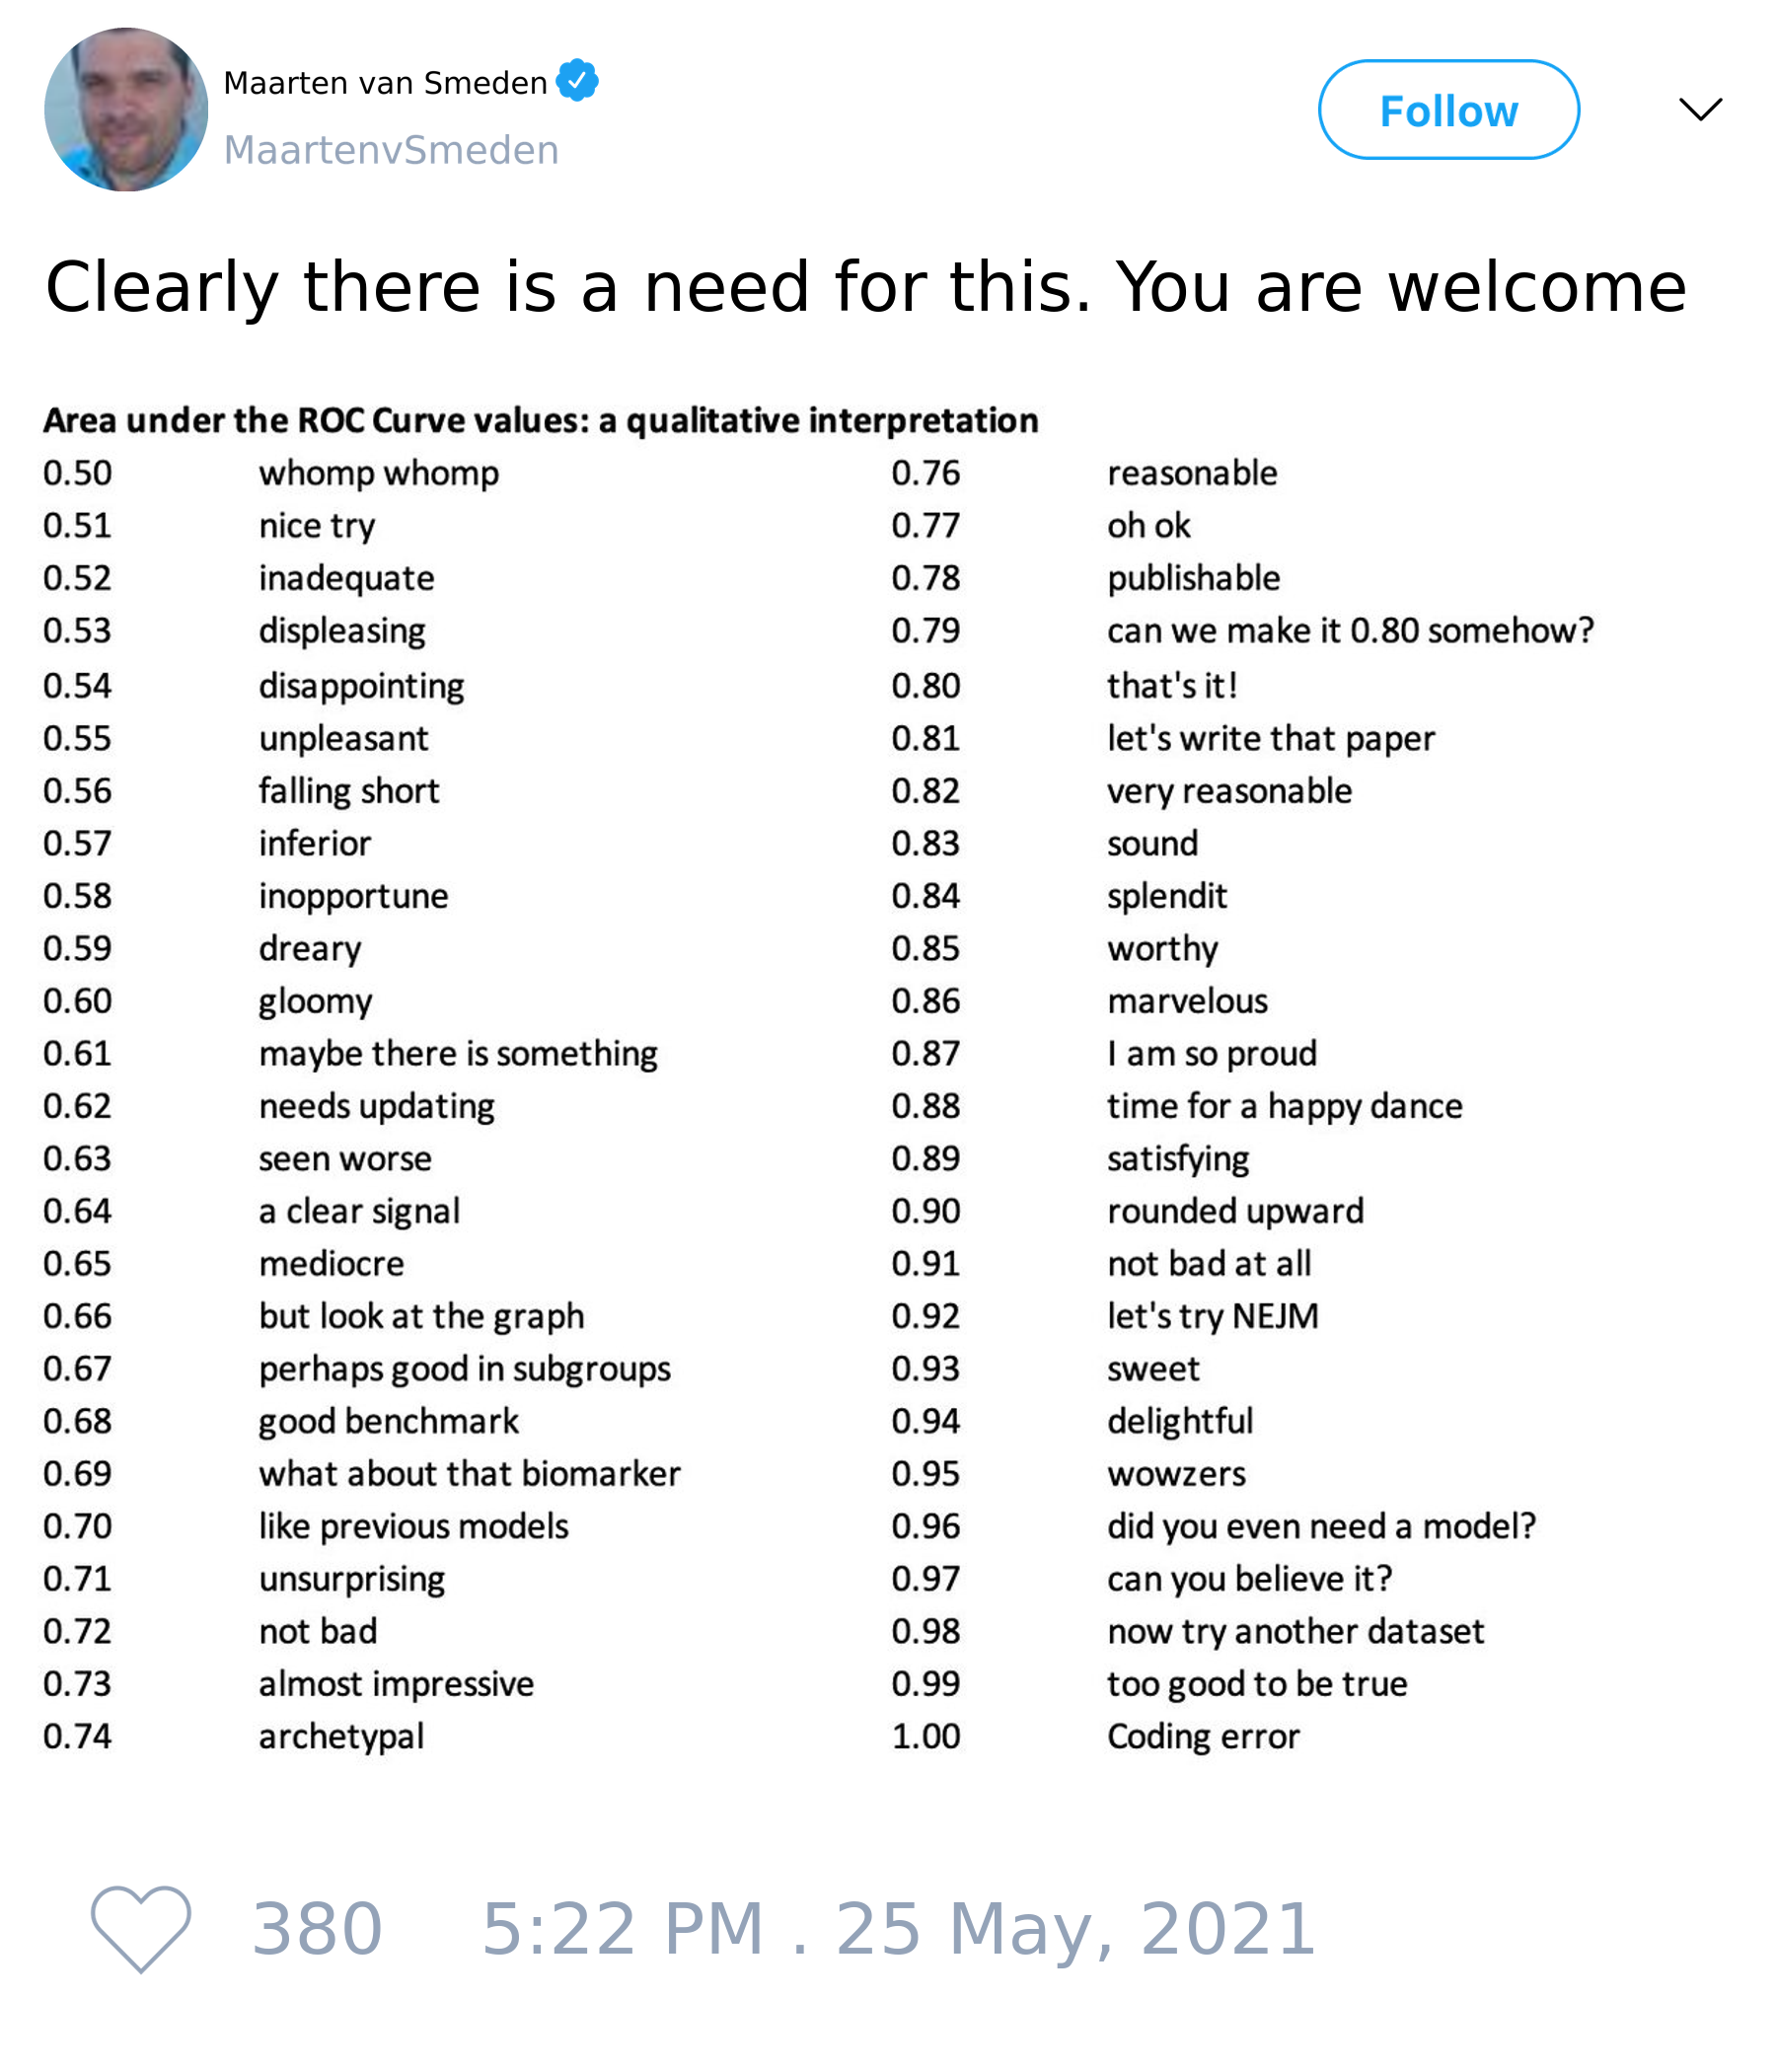 Maarten van Smeden
MaartenvSmeden
Follow
Clearly there is a need for this. You are welcome
Area under the ROC Curve values: a qualitative interpretation
0.50 whomp whomp 0.76 reasonable
0.51 nice try 0.77 oh ok
0.52 inadequate 0.78 publishable
0.53 displeasing 0.79 can we make it 0.80 somehow?
0.54 disappointing 0.80 that's it!
0.55 unpleasant 0.81 let's write that paper
0.56 falling short 0.82 very reasonable
0.57 inferior 0.83 sound
0.58 inopportune 0.84 splendit
0.59 dreary 0.85 worthy
0.60 gloomy 0.86 marvelous
0.61 maybe there is something 0.87 I am so proud
0.62 needs updating 0.88 time for a happy dance
0.63 seen worse 0.89 satisfying
0.64 a clear signal 0.90 rounded upward
0.65 mediocre 0.91 not bad at all
0.66 but look at the graph 0.92 let's try NEJM
0.67 perhaps good in subgroups 0.93 sweet
0.68 good benchmark 0.94 delightful
0.69 what about that biomarker 0.95 wowzers
0.70 like previous models 0.96 did you even need a model?
0.71 unsurprising 0.97 can you believe it?
0.72 not bad 0.98 now try another dataset
0.73 almost impressive 0.99 too good to be true
0.74 archetypal 1.00 Coding error
380 5:22 PM . 25 May, 2021